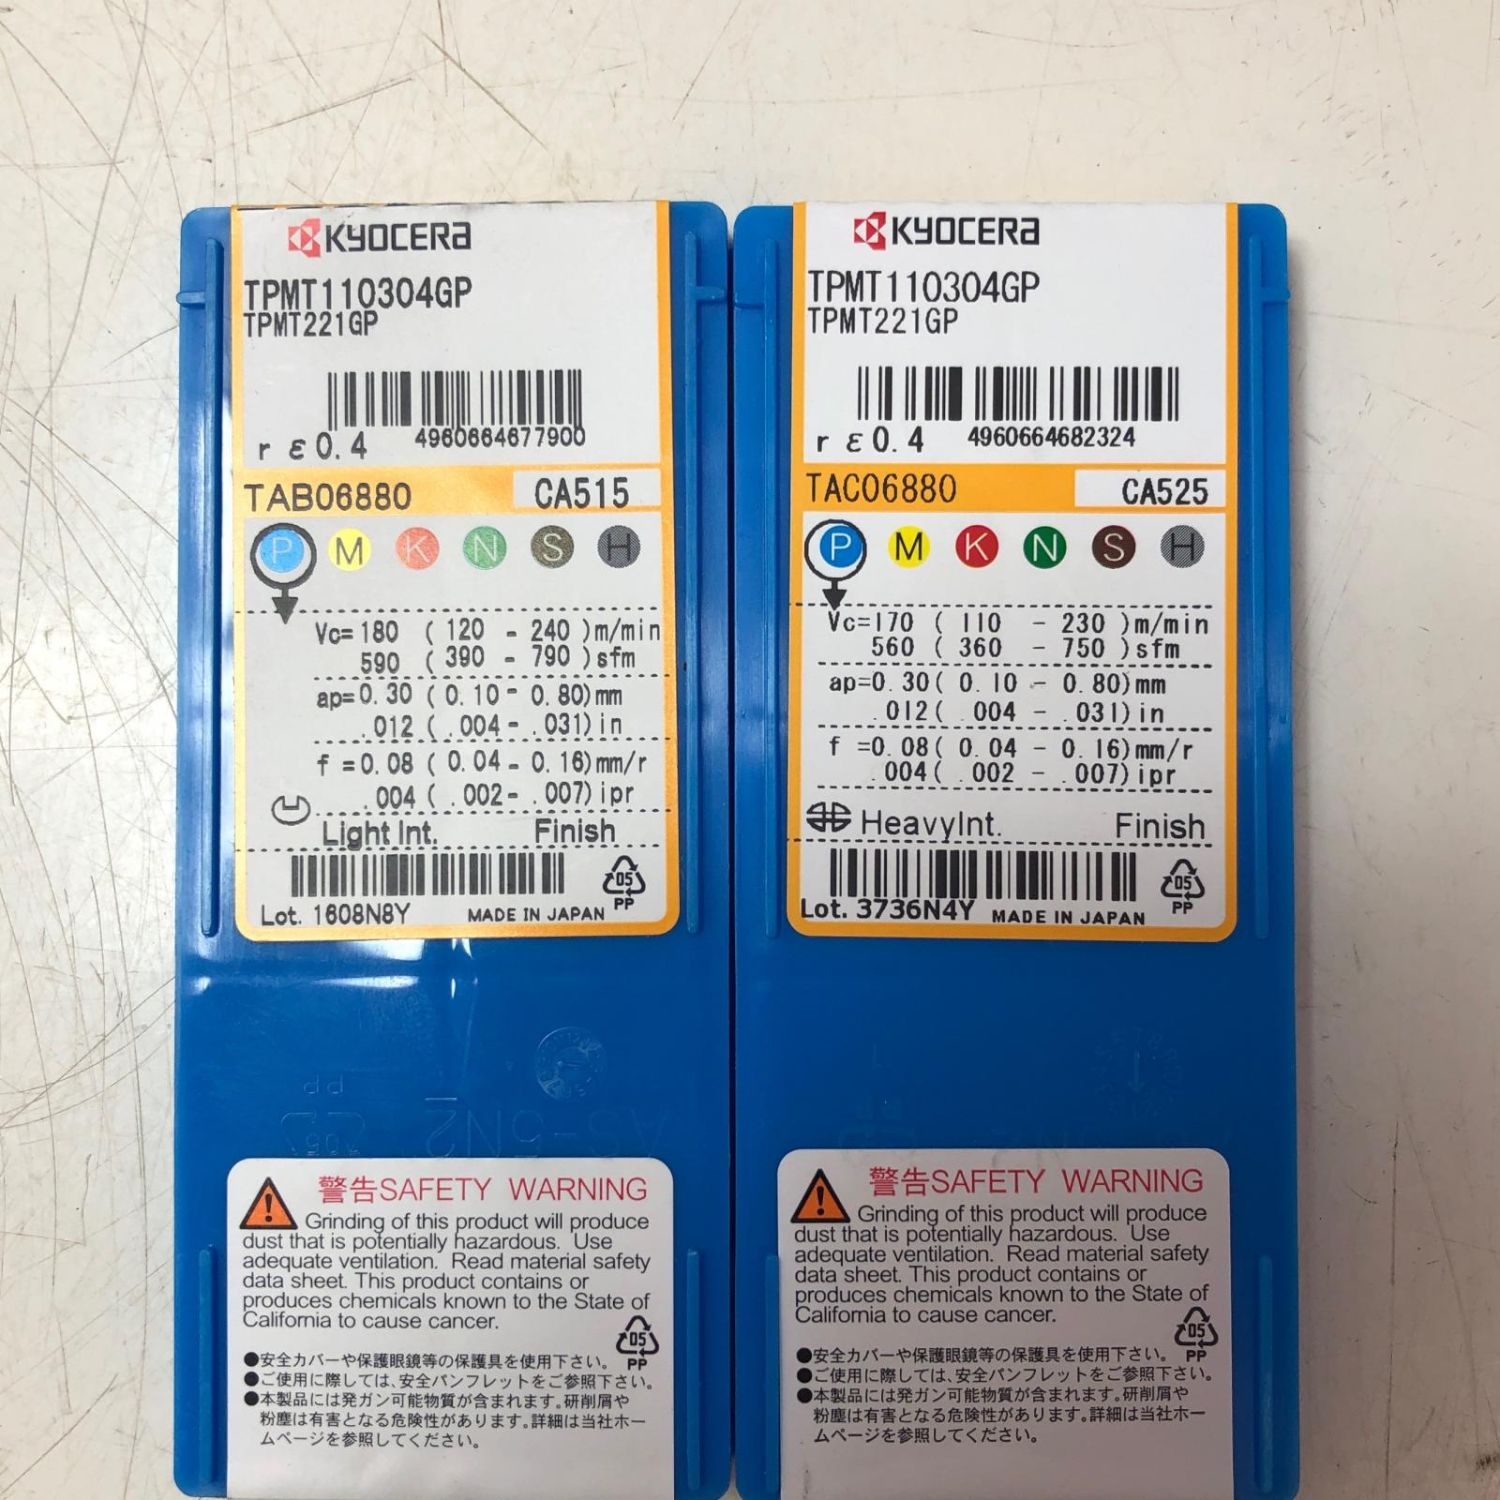 KYOCERA
TPMT110304GP
TPMT221GP
rε0.4 4960664677900
TAB06880 CA515
P M K N S H
Vc=180 (120 - 240)m/min
590 (390 - 790)sfm
ap=0.30 (0.10 - 0.80)mm
.012 (.004 - .031)in
f =0.08 (0.04 - 0.16)mm/r
.004 (.002 - .007)ipr
Light Int. Finish
05
PP
Lot. 1608N8Y MADE IN JAPAN
警告SAFETY WARNING
Grinding of this product will produce
dust that is potentially hazardous. Use
adequate ventilation. Read material safety
data sheet. This product contains or
produces chemicals known to the State of
California to cause cancer.
05
PP
●安全カバーや保護眼鏡等の保護具を使用下さい。
●ご使用に際しては、安全パンフレットをご参照下さい。
●本製品には発ガン可能物質が含まれます。研削屑や
粉塵は有害となる危険性があります。詳細は当社ホー
ムページを参照してください。
KYOCERA
TPMT110304GP
TPMT221GP
rε0.4 4960664682324
TAC06880 CA525
P M K N S H
Vc=170 (110 - 230)m/min
560 (360 - 750)sfm
ap=0.30(0.10 - 0.80)mm
.012(.004 - .031)in
f =0.08(0.04 - 0.16)mm/r
.004(.002 - .007)ipr
HeavyInt. Finish
05
PP
Lot. 3736N4Y MADE IN JAPAN
警告SAFETY WARNING
Grinding of this product will produce
dust that is potentially hazardous. Use
adequate ventilation. Read material safety
data sheet. This product contains or
produces chemicals known to the State of
California to cause cancer.
05
PP
●安全カバーや保護眼鏡等の保護具を使用下さい。
●ご使用に際しては、安全パンフレットをご参照下さい。
●本製品には発ガン可能物質が含まれます。研削屑や
粉塵は有害となる危険性があります。詳細は当社ホー
ムページを参照してください。